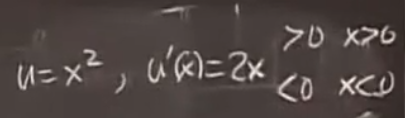 u=x², u'(x)=2x >0 x>0
<0 x<0